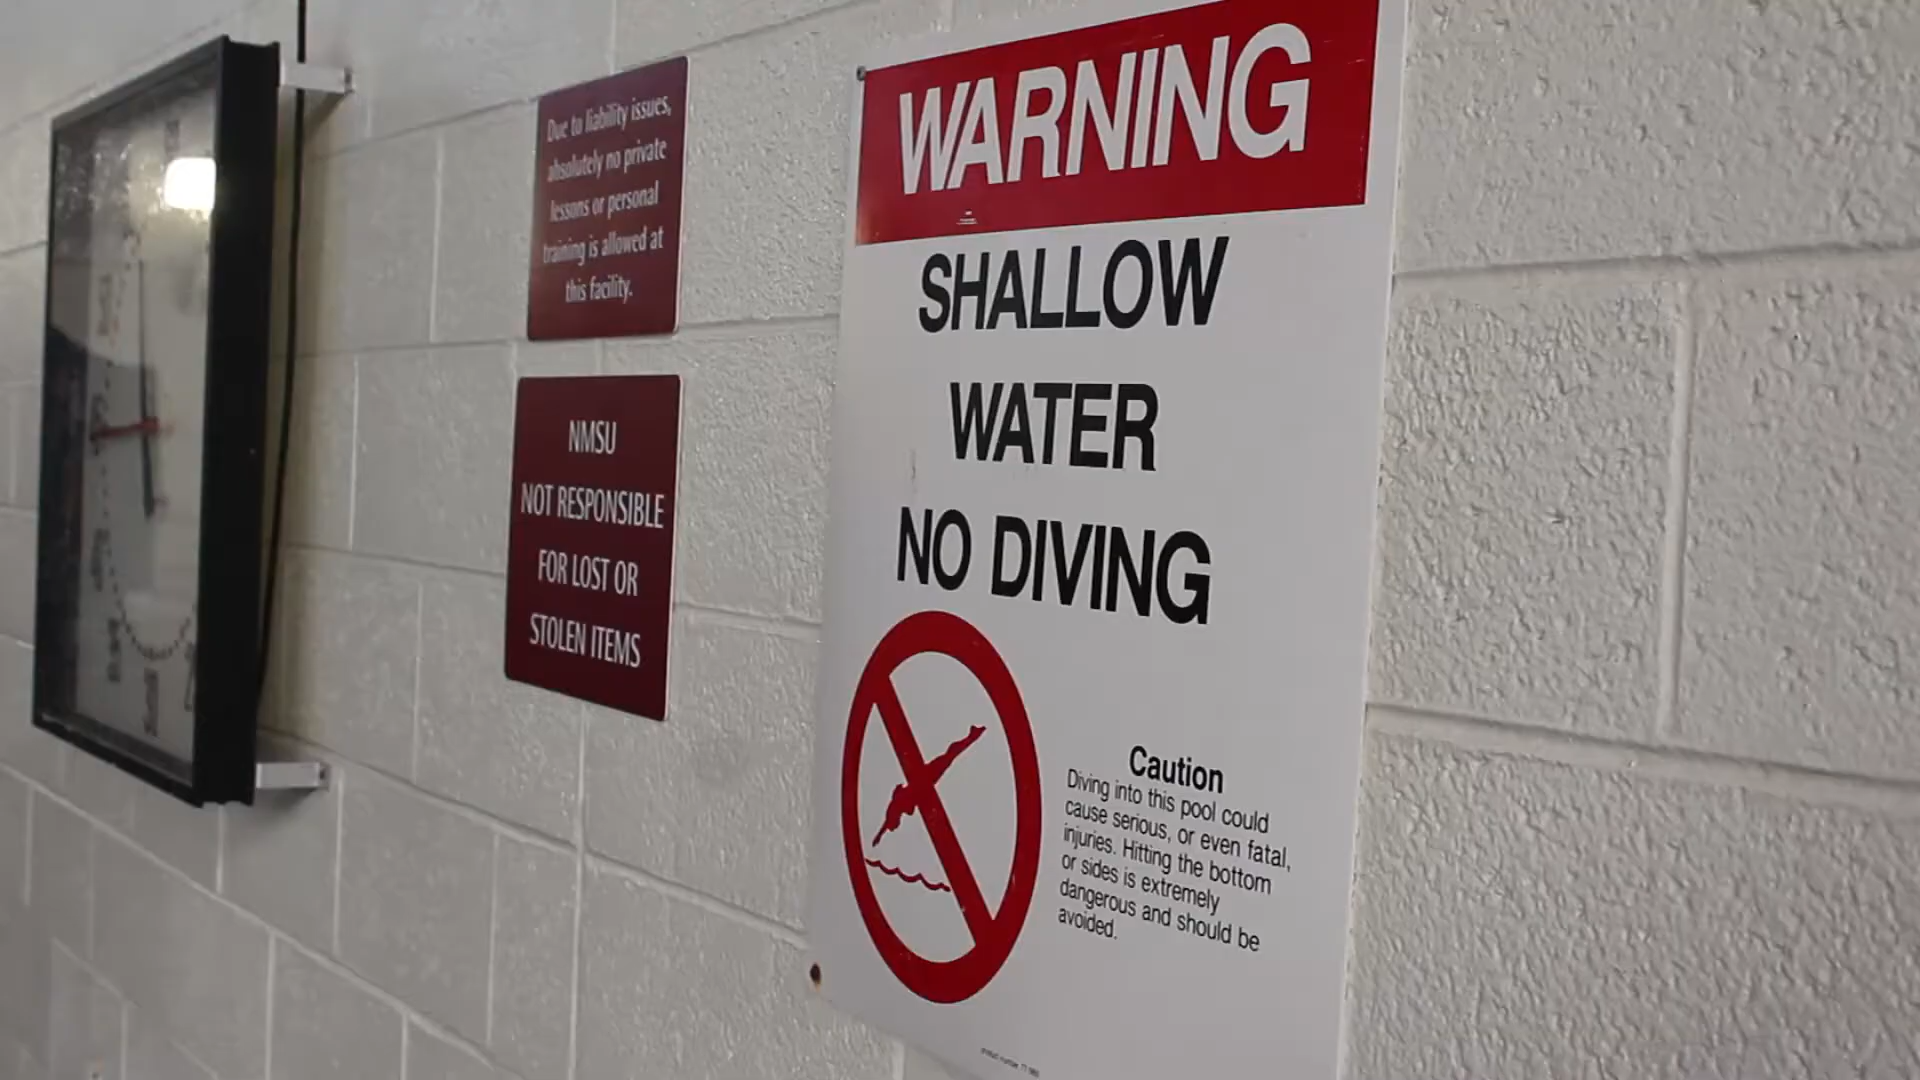 Due to liability issues,
absolutely no private
lessons or personal
training is allowed at
this facility.
NMSU
NOT RESPONSIBLE
FOR LOST OR
STOLEN ITEMS
WARNING
SHALLOW
WATER
NO DIVING
Caution
Diving into this pool could
cause serious, or even fatal,
injuries. Hitting the bottom
or sides is extremely
dangerous and should be
avoided.